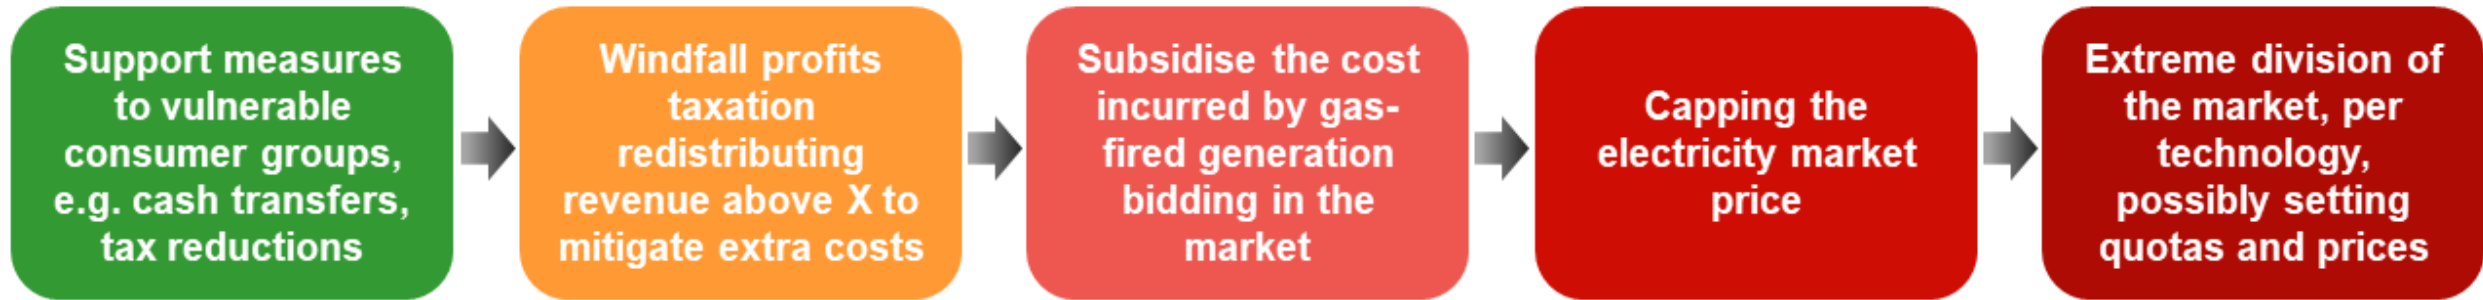 Support measures
to vulnerable
consumer groups,
e.g. cash transfers,
tax reductions
Windfall profits
taxation
redistributing
revenue above X to
mitigate extra costs
Subsidise the cost
incurred by gas-
fired generation
bidding in the
market
Capping the
electricity market
price
Extreme division of
the market, per
technology,
possibly setting
quotas and prices